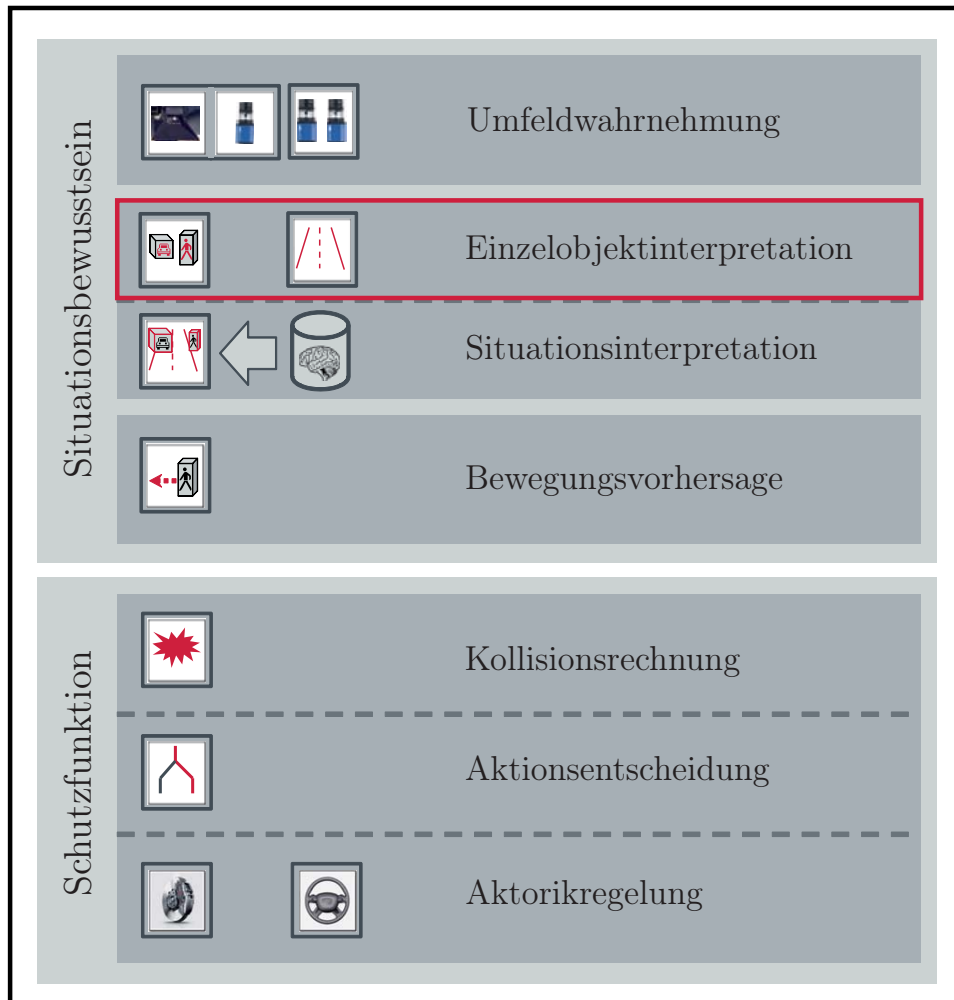 Situationsbewusstsein
Umfeldwahrnehmung
Einzelobjektinterpretation
Situationsinterpretation
Bewegungsvorhersage
Schutzfunktion
Kollisionsrechnung
Aktionsentscheidung
Aktorikregelung